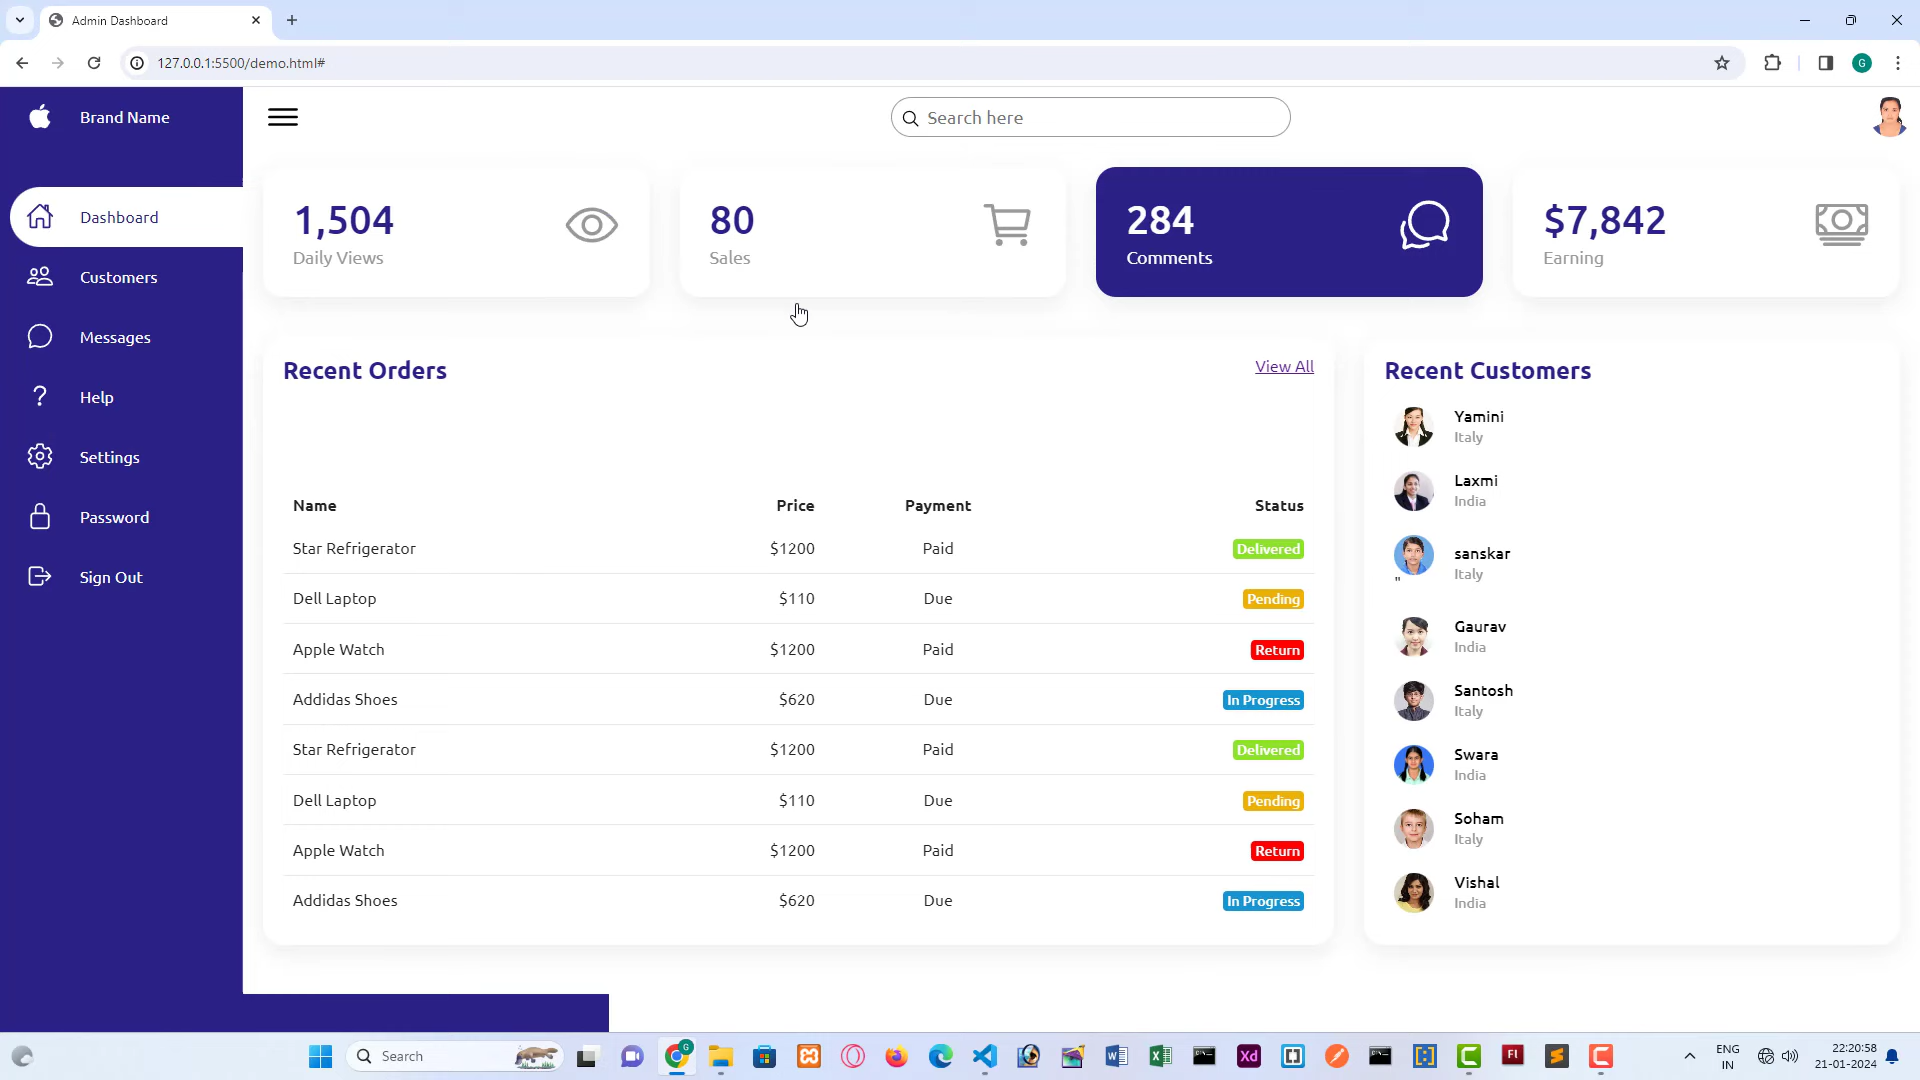 Admin Dashboard
127.0.0.1:5500/demo.html#
G
Brand Name
Search here
Dashboard
Customers
Messages
Help
Settings
Password
Sign Out
1,504
Daily Views
80
Sales
284
Comments
$7,842
Earning
Recent Orders
View All
Name Price Payment Status
Star Refrigerator $1200 Paid Delivered
Dell Laptop $110 Due Pending
Apple Watch $1200 Paid Return
Addidas Shoes $620 Due In Progress
Star Refrigerator $1200 Paid Delivered
Dell Laptop $110 Due Pending
Apple Watch $1200 Paid Return
Addidas Shoes $620 Due In Progress
Recent Customers
Yamini
Italy
Laxmi
India
sanskar
Italy
"
Gaurav
India
Santosh
Italy
Swara
India
Soham
Italy
Vishal
India
Search
G
Xd
Fl
ENG
IN
22:20:58
21-01-2024